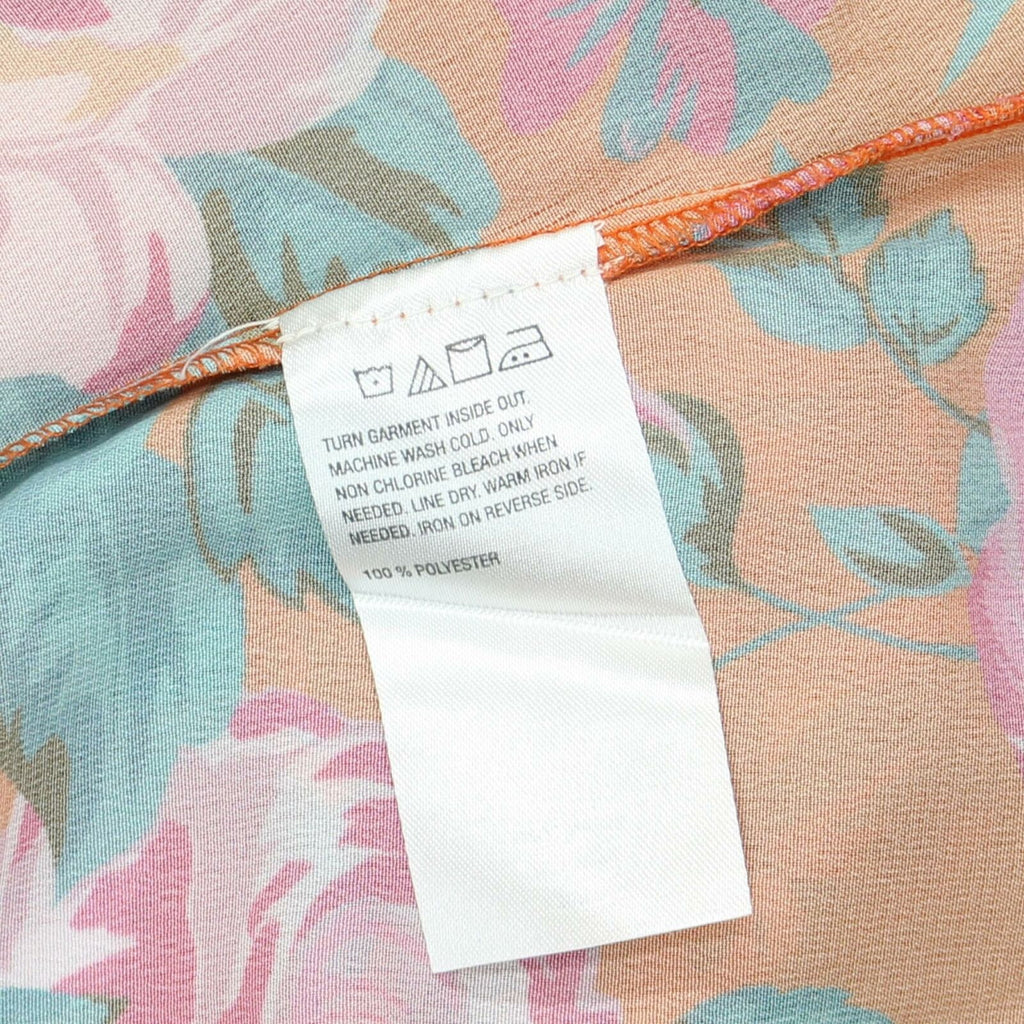 TURN GARMENT INSIDE OUT.
MACHINE WASH COLD. ONLY
NON CHLORINE BLEACH WHEN
NEEDED. LINE DRY. WARM IRON IF
NEEDED. IRON ON REVERSE SIDE.
100 % POLYESTER